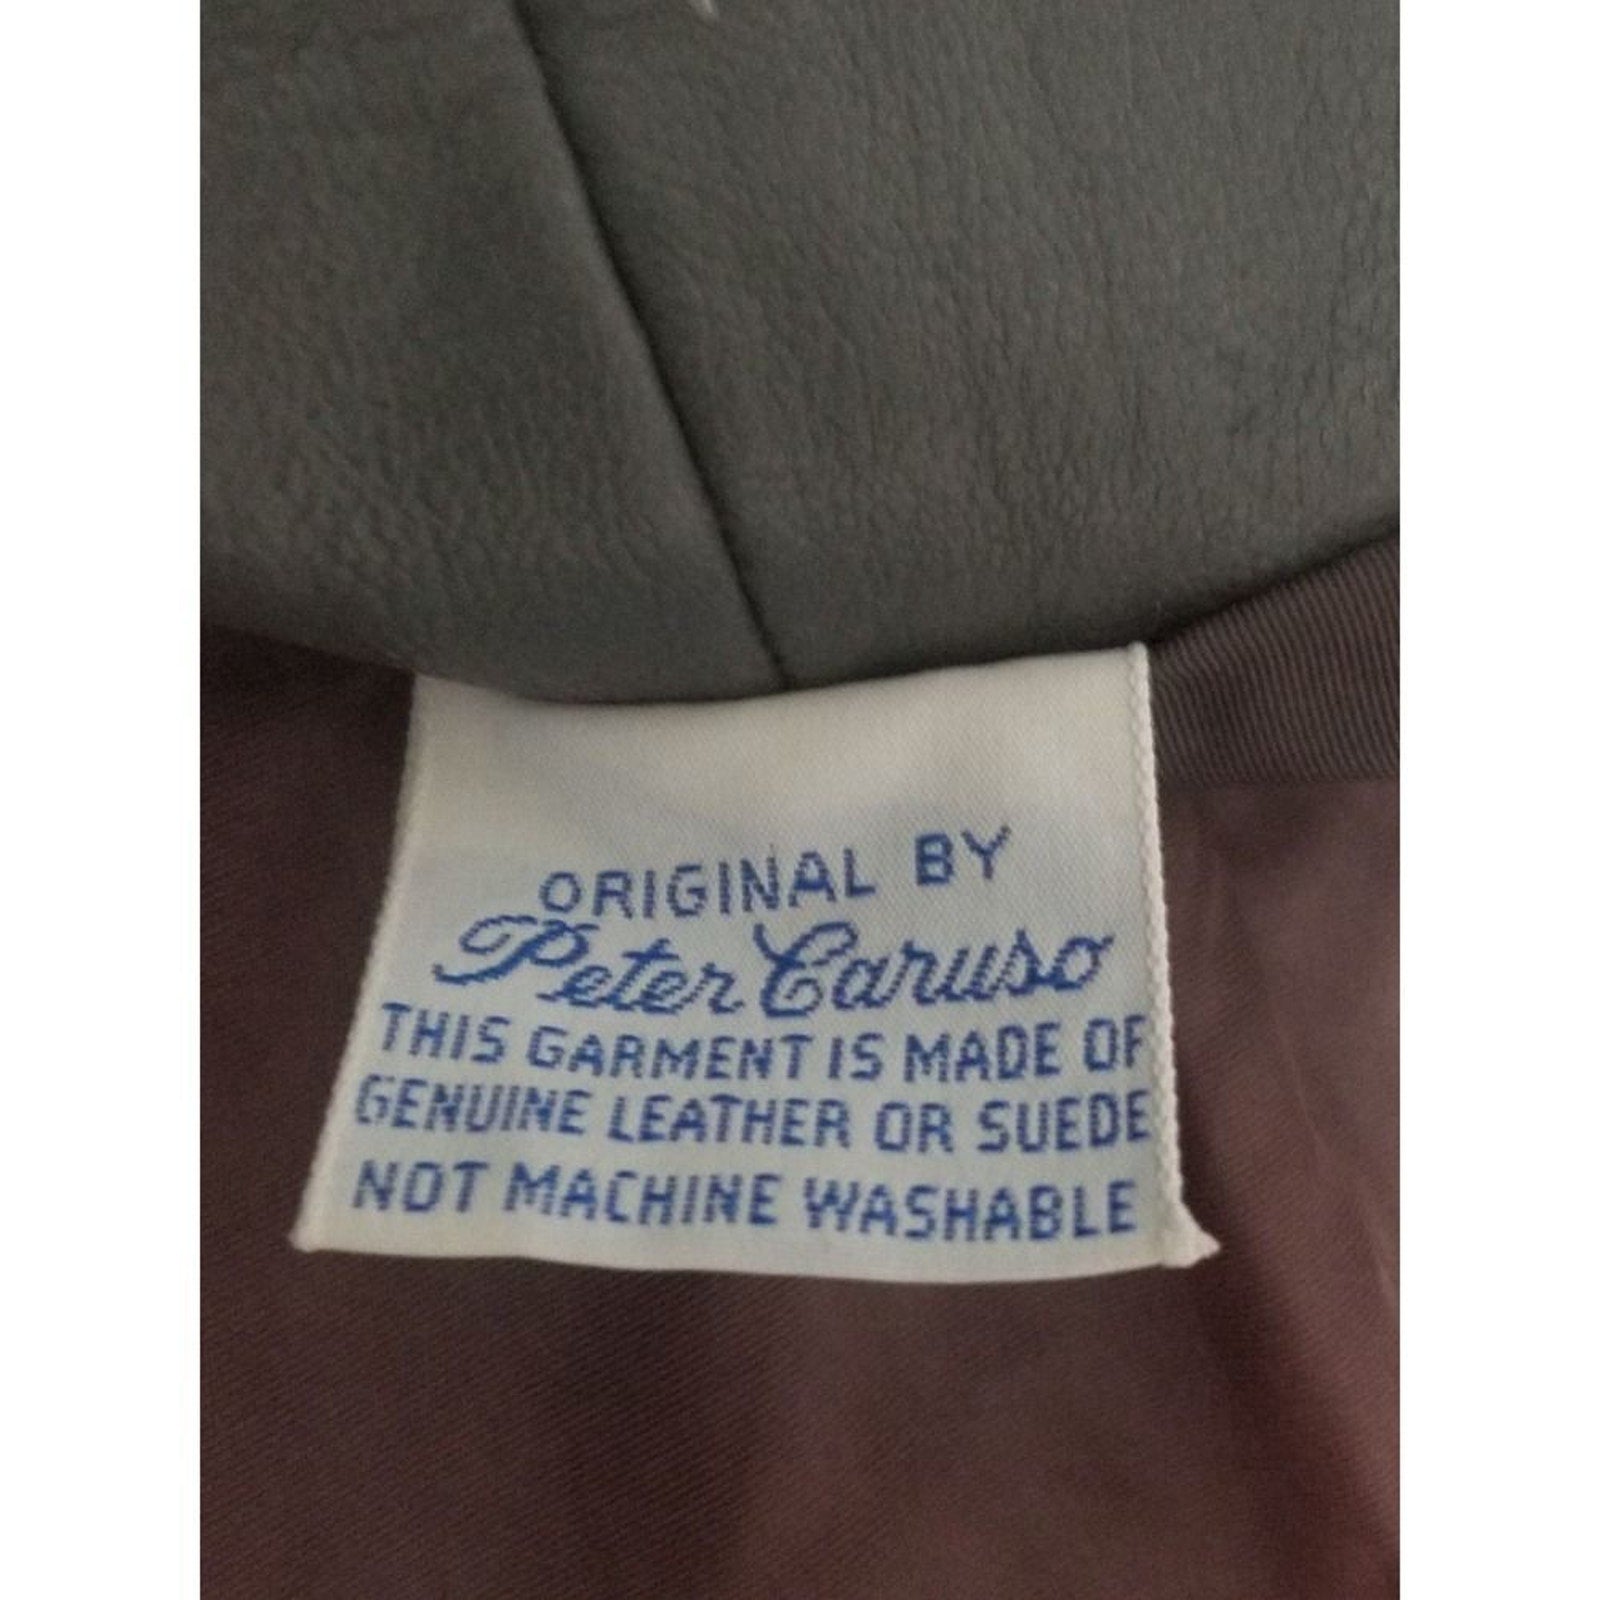 ORIGINAL BY
Peter Caruso
THIS GARMENT IS MADE OF
GENUINE LEATHER OR SUEDE
NOT MACHINE WASHABLE